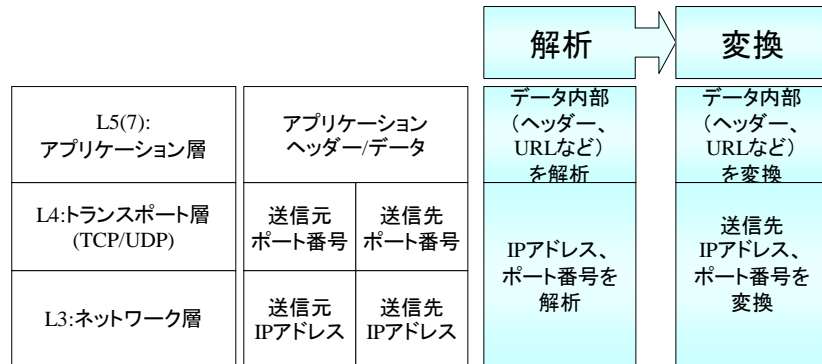 解析
変換
L5(7):
アプリケーション層
アプリケーション
ヘッダー/データ
データ内部
(ヘッダー、
URLなど)
を解析
データ内部
(ヘッダー、
URLなど)
を変換
L4:トランスポート層
(TCP/UDP)
送信元
ポート番号
送信先
ポート番号
IPアドレス、
ポート番号を
解析
送信先
IPアドレス、
ポート番号を
変換
L3:ネットワーク層
送信元
IPアドレス
送信先
IPアドレス